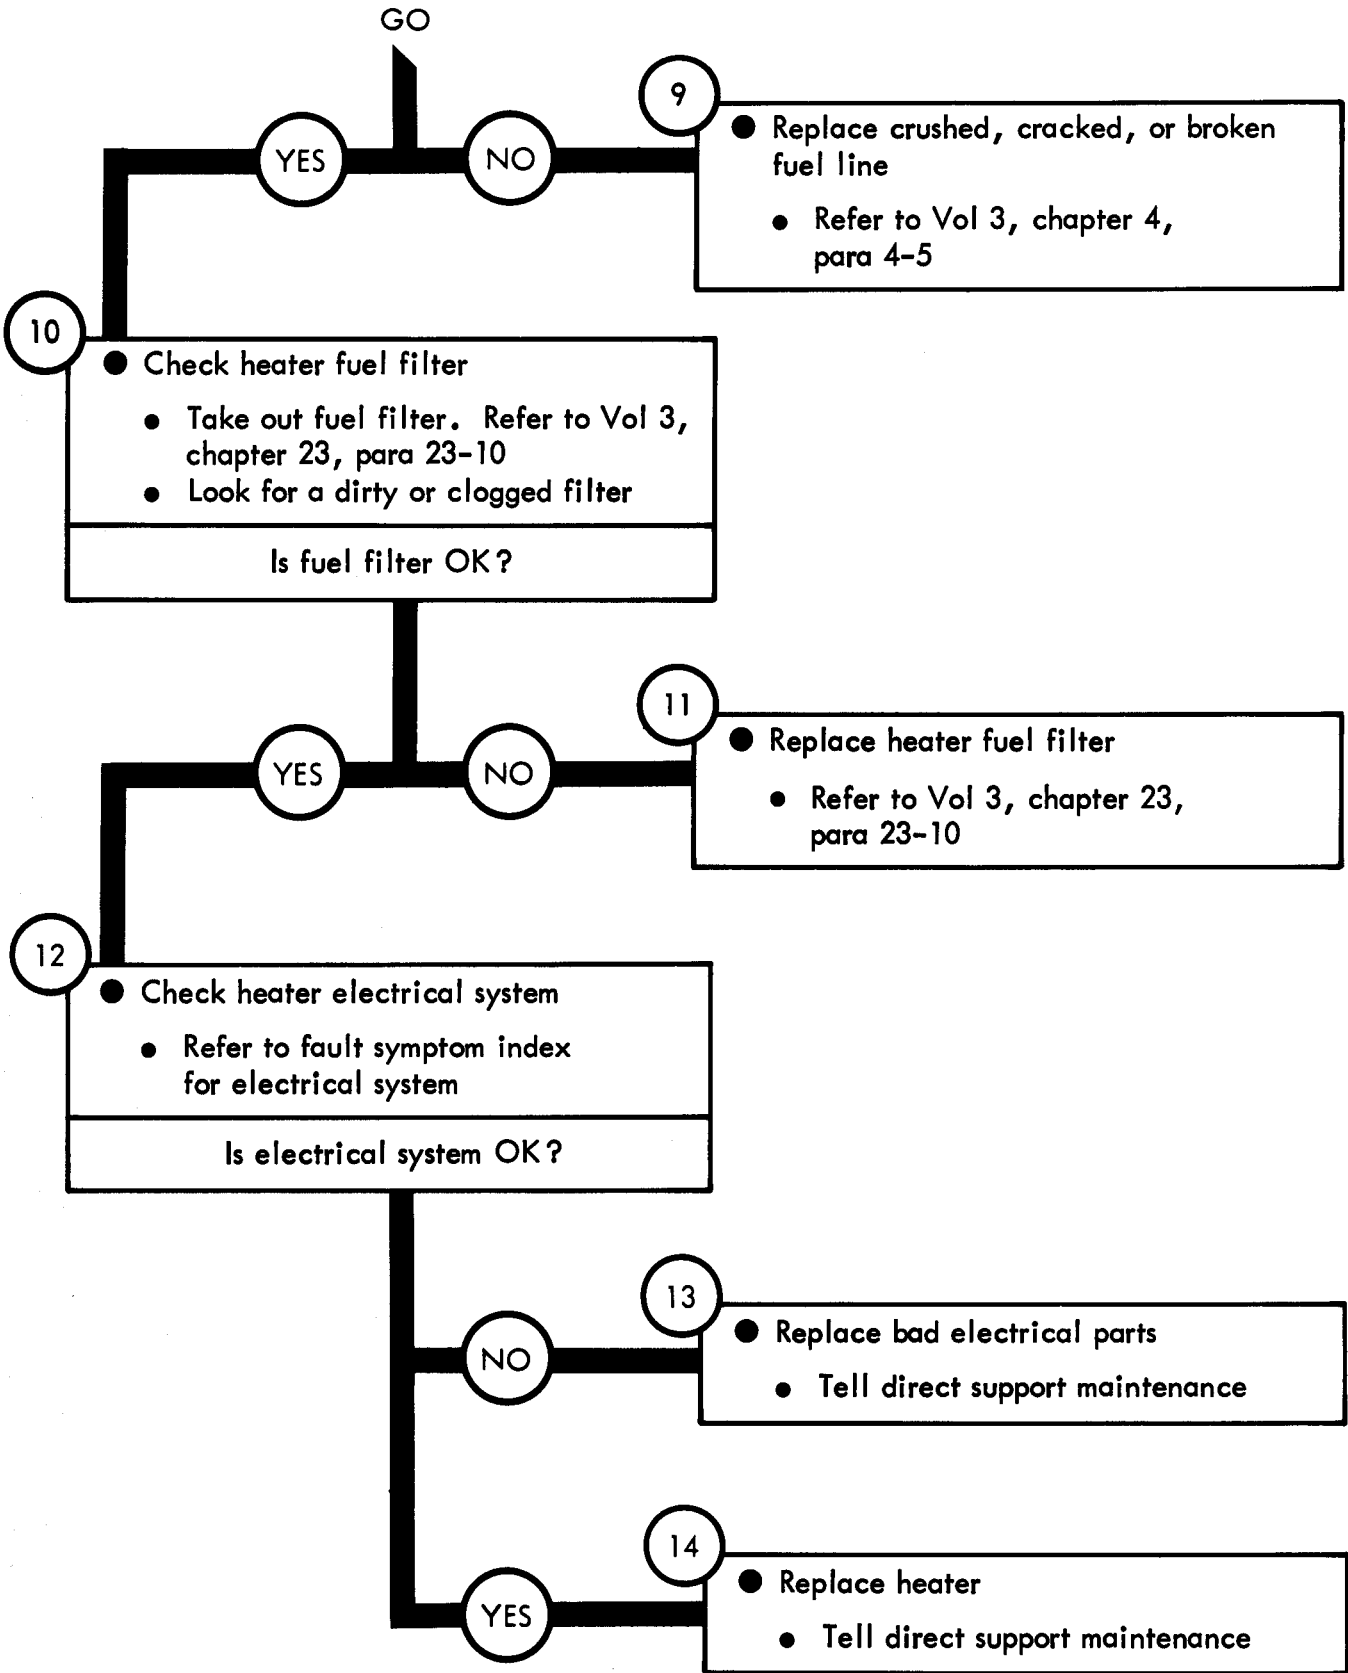 GO
YES
NO
9
● Replace crushed, cracked, or broken
fuel line
● Refer to Vol 3, chapter 4,
para 4-5
10
● Check heater fuel filter
● Take out fuel filter. Refer to Vol 3,
chapter 23, para 23-10
● Look for a dirty or clogged filter
Is fuel filter OK?
YES
NO
11
● Replace heater fuel filter
● Refer to Vol 3, chapter 23,
para 23-10
12
● Check heater electrical system
● Refer to fault symptom index
for electrical system
Is electrical system OK?
NO
13
● Replace bad electrical parts
● Tell direct support maintenance
YES
14
● Replace heater
● Tell direct support maintenance